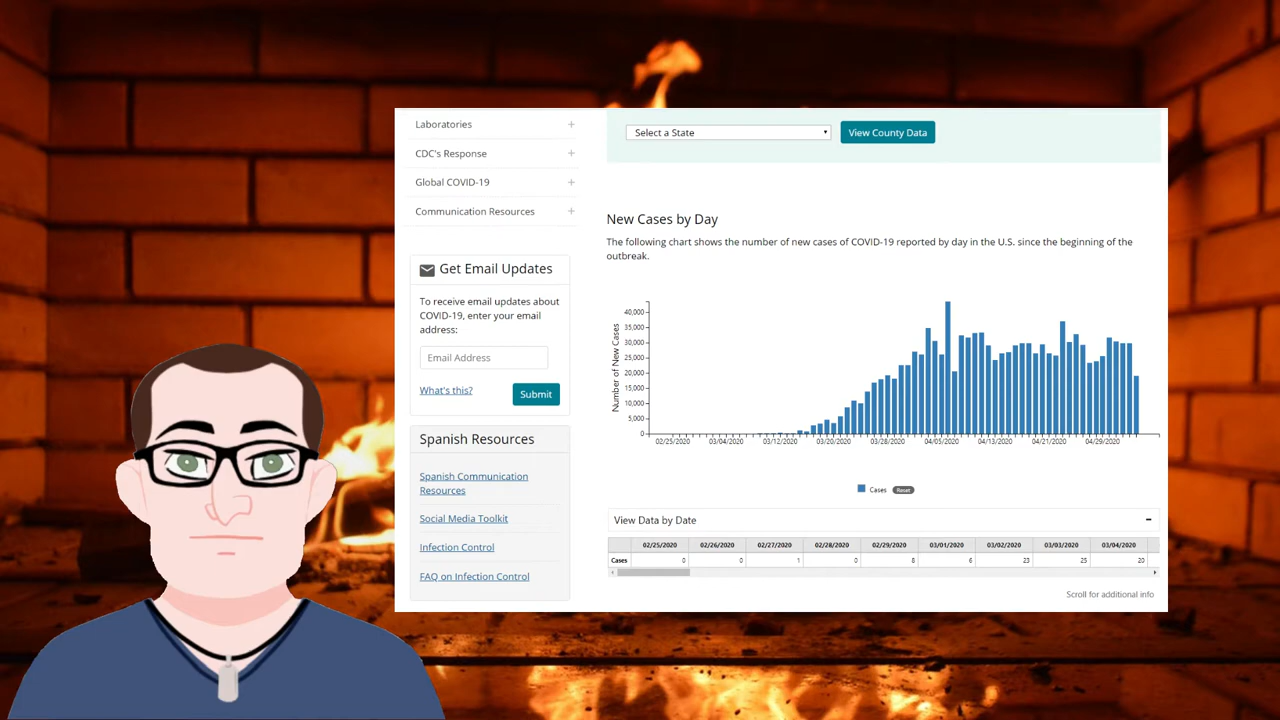 Laboratories
CDC's Response
Global COVID-19
Communication Resources
Get Email Updates
To receive email updates about
COVID-19, enter your email
address:
Email Address
What's this?
Submit
Spanish Resources
Spanish Communication
Resources
Social Media Toolkit
Infection Control
FAQ on Infection Control
Select a State
View County Data
New Cases by Day
The following chart shows the number of new cases of COVID-19 reported by day in the U.S. since the beginning of the
outbreak.
Number of New Cases
40,000
35,000
30,000
25,000
20,000
15,000
10,000
5,000
0
02/25/2020 03/04/2020 03/12/2020 03/20/2020 03/28/2020 04/05/2020 04/13/2020 04/21/2020 04/29/2020
Cases Reset
View Data by Date
02/25/2020 02/26/2020 02/27/2020 02/28/2020 02/29/2020 03/01/2020 03/02/2020 03/03/2020 03/04/2020
Cases 0 0 1 0 8 6 23 25 20
Scroll for additional info